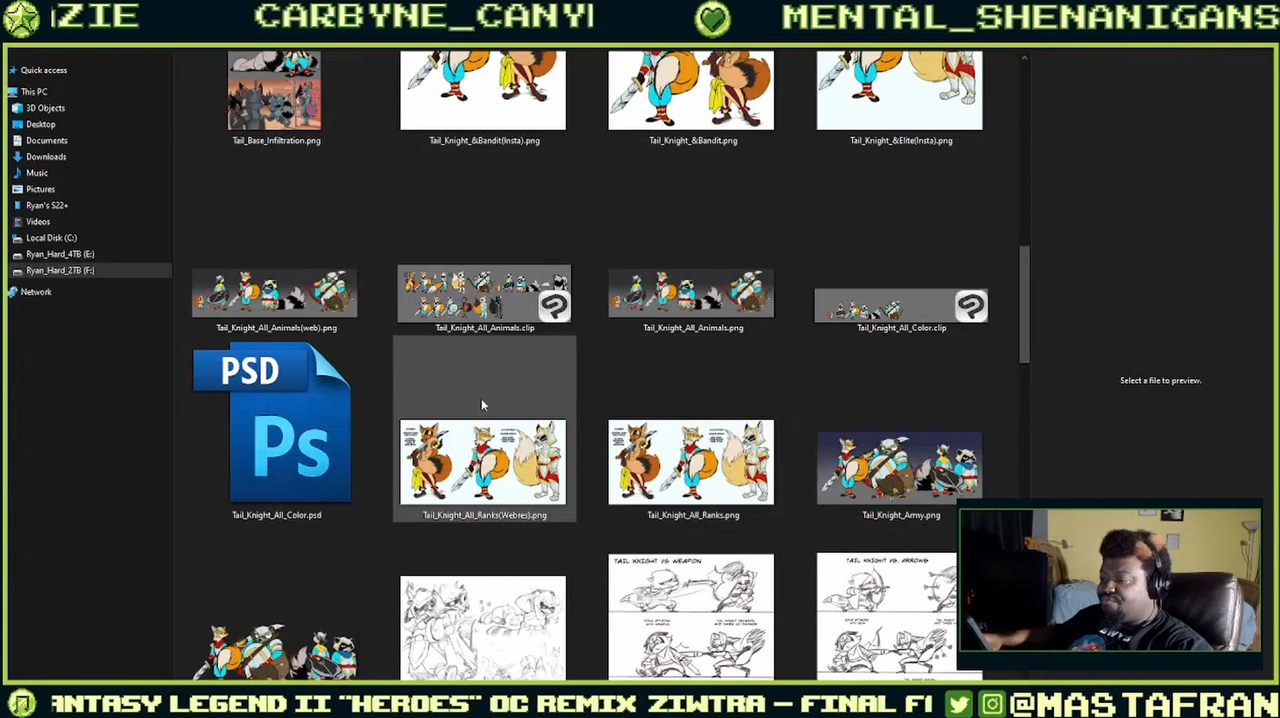 IZIE CARBYNE_CANYI MENTAL_SHENANIGANS
Quick access
This PC
3D Objects
Desktop
Documents
Downloads
Music
Pictures
Ryan's S22+
Videos
Local Disk (C:)
Ryan_Hard_4TB (E:)
Ryan_Hard_2TB (F:)
Network
Tail_Base_Infiltration.png
Tail_Knight_&Bandit(Insta).png
Tail_Knight_&Bandit.png
Tail_Knight_&Elite(Insta).png
Tail_Knight_All_Animals(web).png
Tail_Knight_All_Animals.clip
Tail_Knight_All_Animals.png
Tail_Knight_All_Color.clip
PSD
Ps
Tail_Knight_All_Color.psd
Tail_Knight_All_Ranks(Webres).png
Tail_Knight_All_Ranks.png
Tail_Knight_Army.png
Select a file to preview.
TAIL KNIGHT VS WEAPON
TAIL KNIGHT VS. ARROWS
ANTASY LEGEND II "HEROES" OC REMIX ZIWTRA – FINAL FI @MASTAFRAN